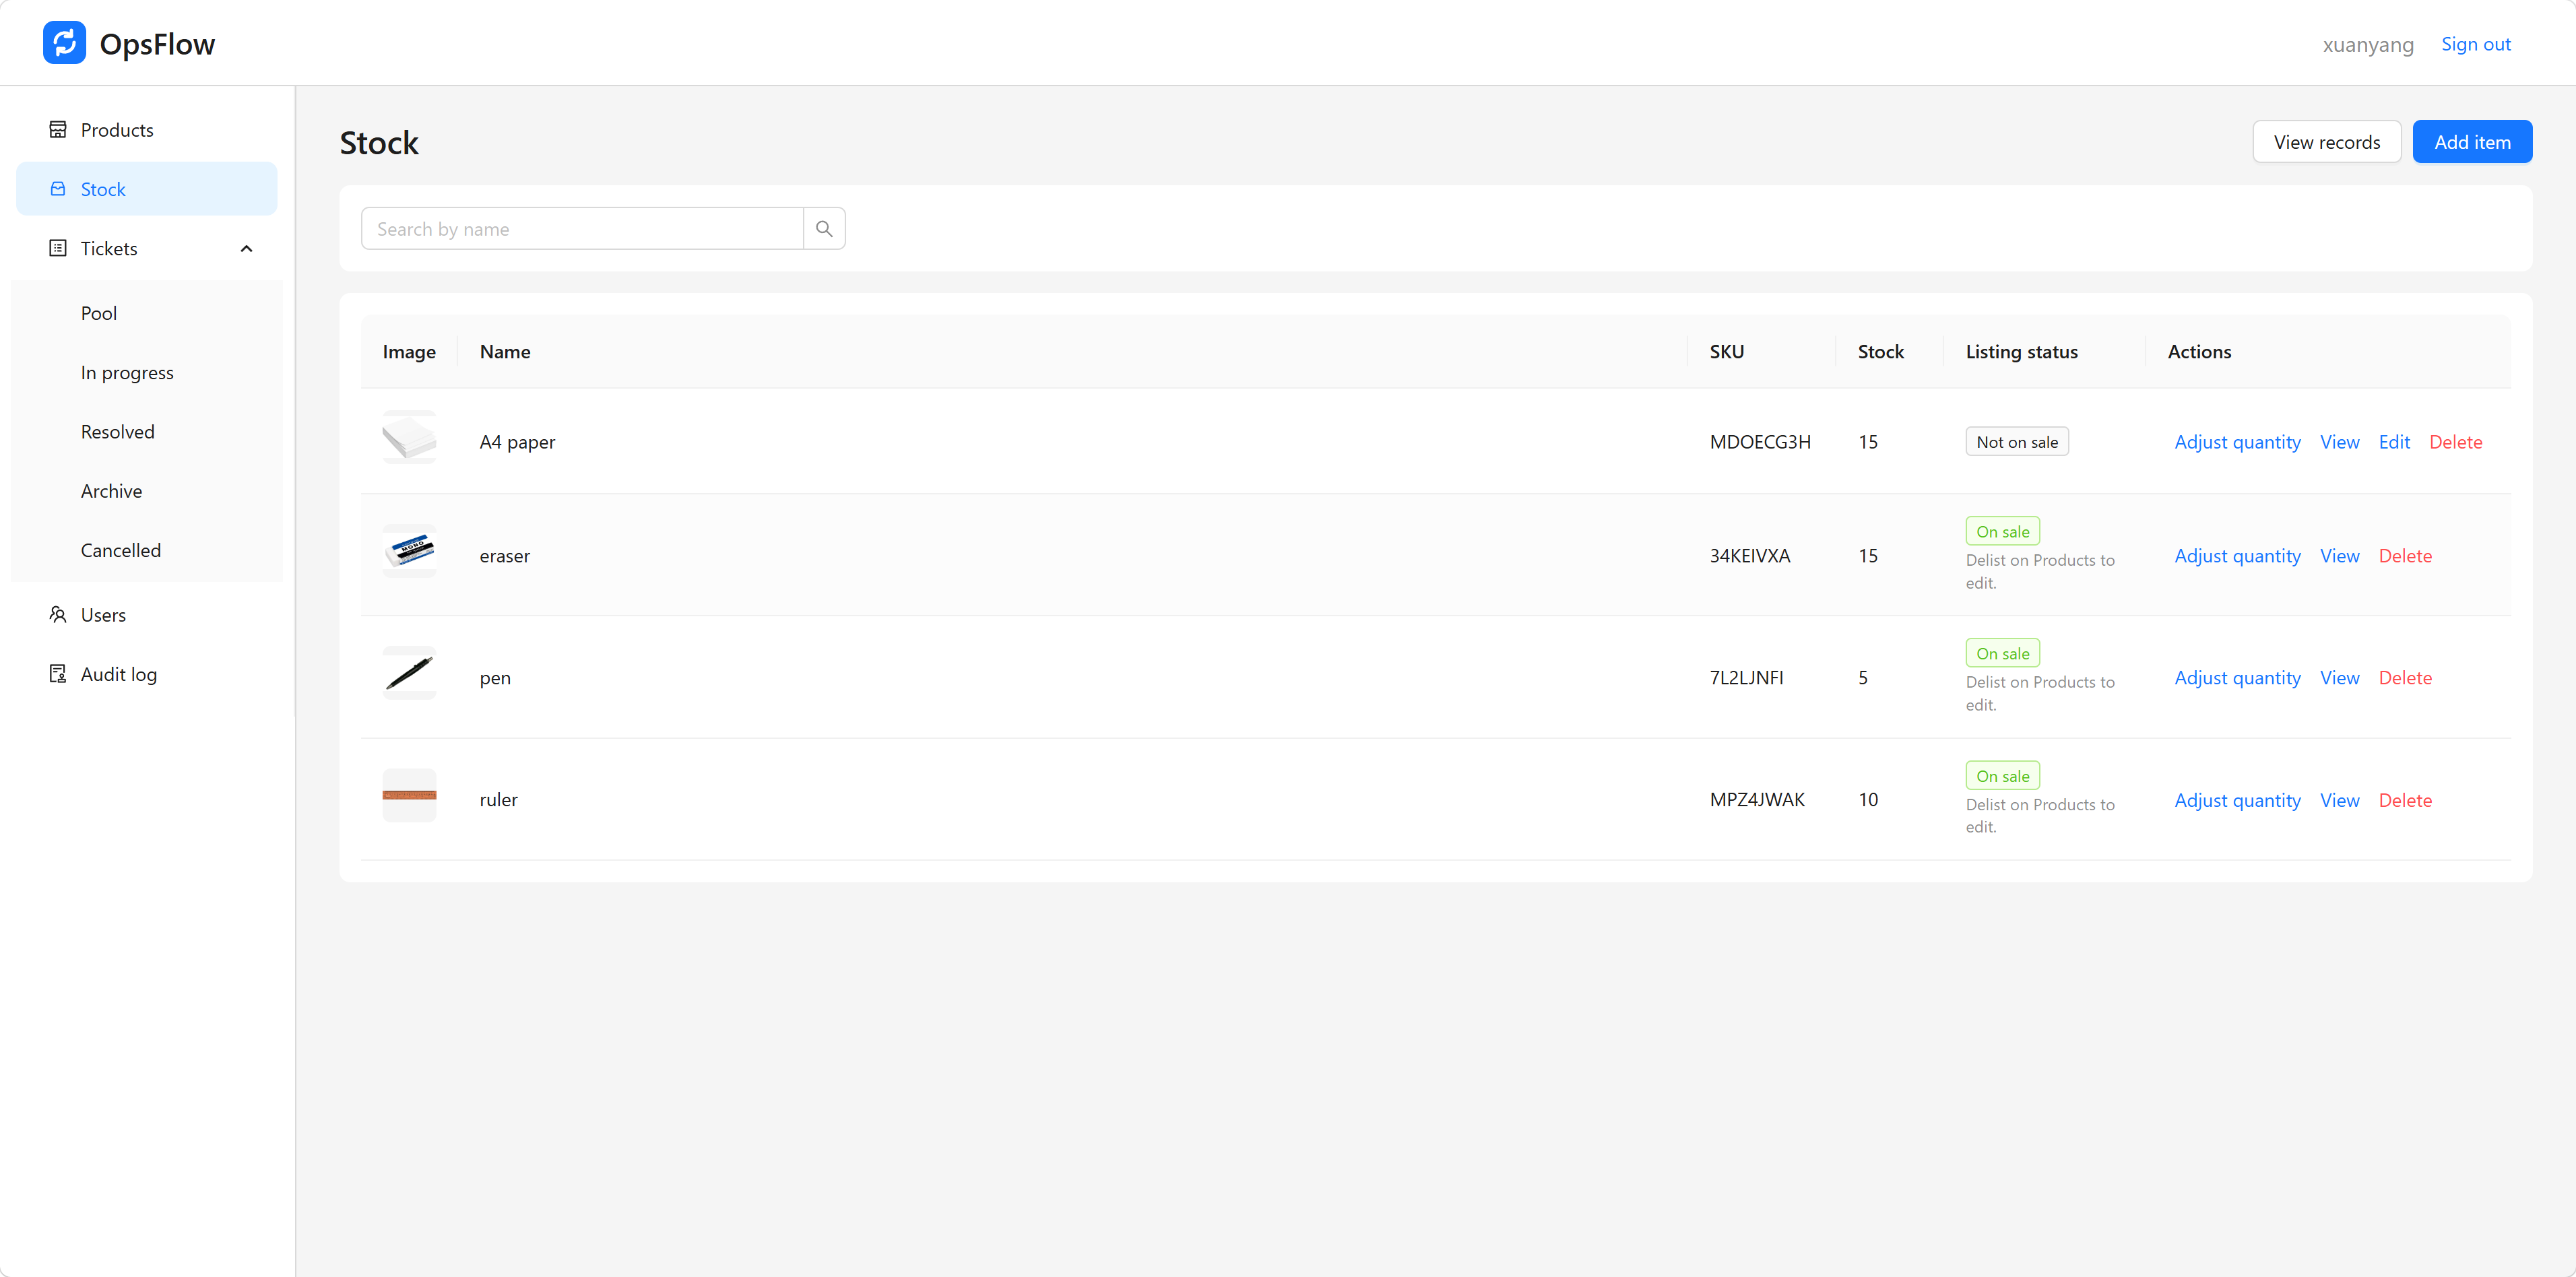 OpsFlow
xuanyang Sign out
Products
Stock
Tickets
Pool
In progress
Resolved
Archive
Cancelled
Users
Audit log
Stock
View records Add item
Search by name
Image Name SKU Stock Listing status Actions
A4 paper MDOECG3H 15 Not on sale Adjust quantity View Edit Delete
MONO
eraser 34KEIVXA 15 On sale Adjust quantity View Delete
Delist on Products to
edit.
pen 7L2LJNFI 5 On sale Adjust quantity View Delete
Delist on Products to
edit.
ruler MPZ4JWAK 10 On sale Adjust quantity View Delete
Delist on Products to
edit.